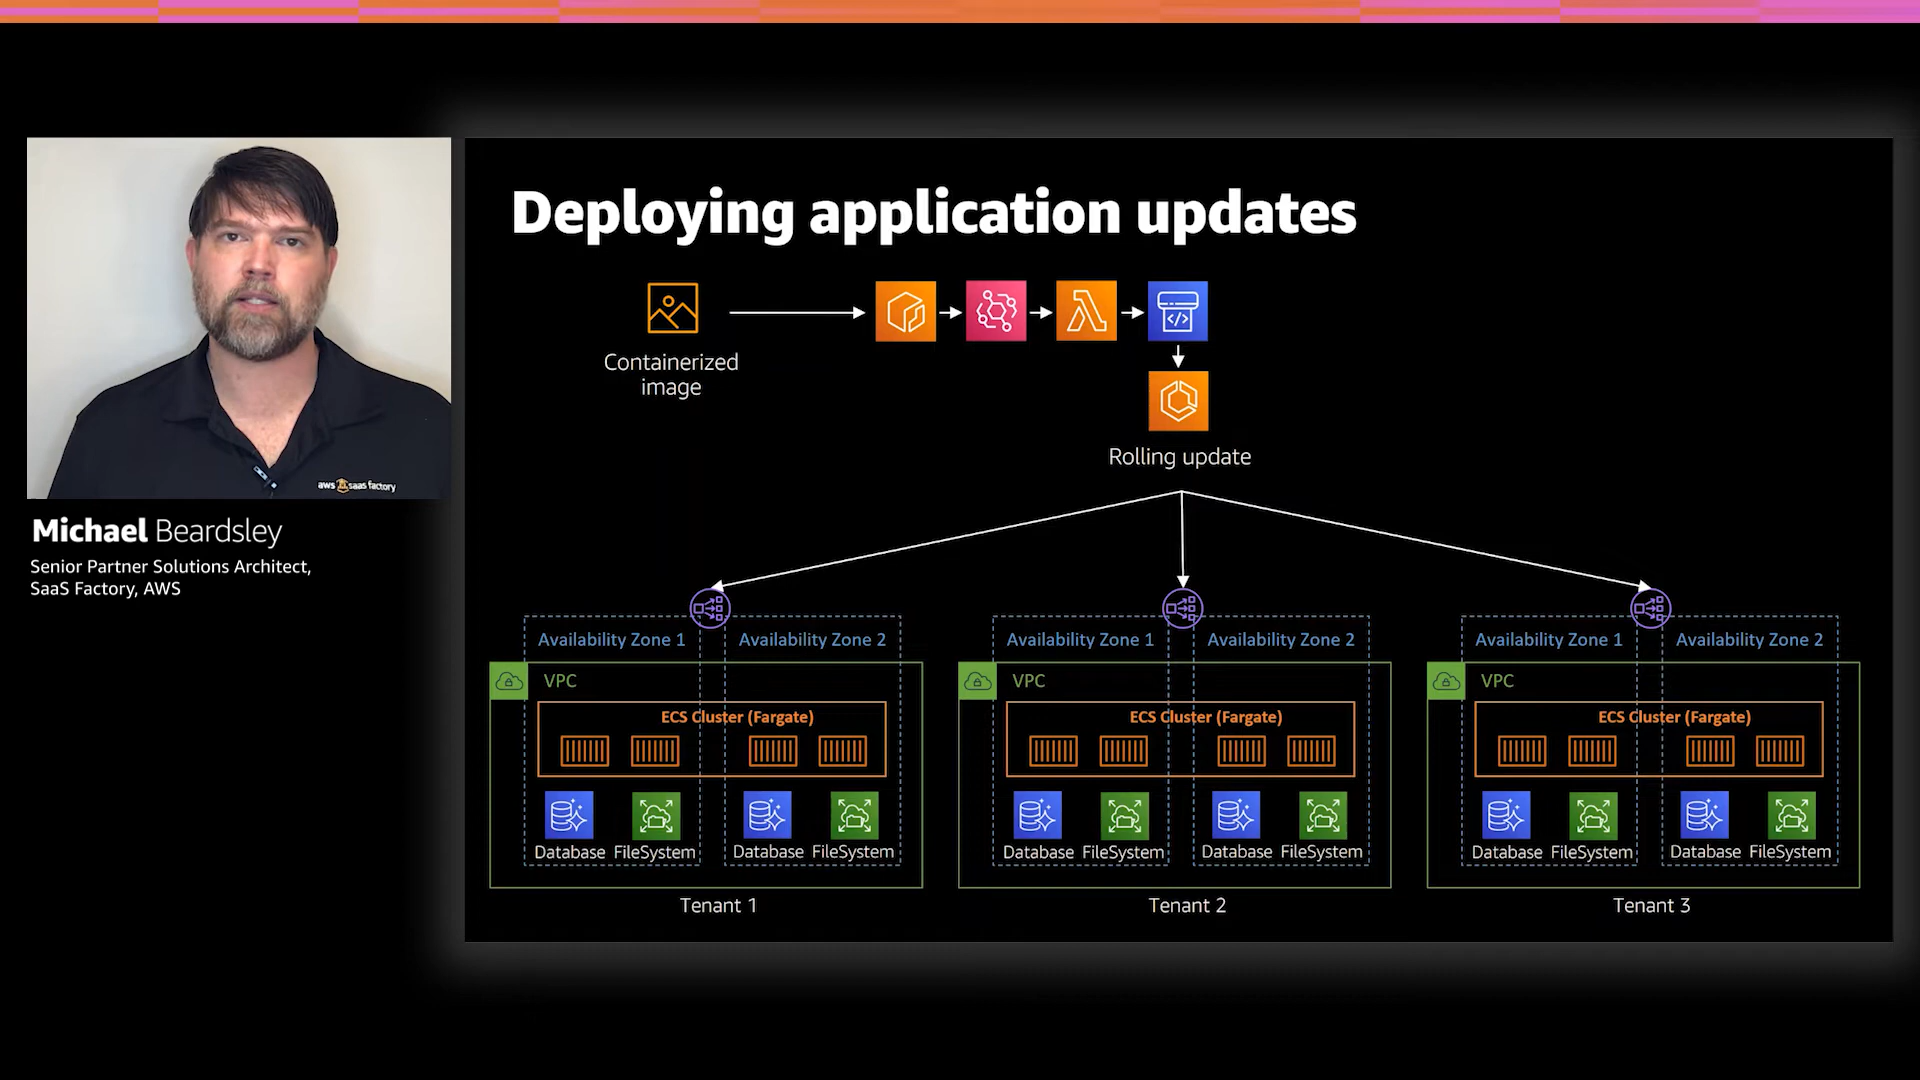 Deploying application updates
Containerized
image
Rolling update
aws saas factory
Michael Beardsley
Senior Partner Solutions Architect,
SaaS Factory, AWS
Availability Zone 1
Availability Zone 2
VPC
ECS Cluster (Fargate)
Database
FileSystem
Database
FileSystem
Tenant 1
Availability Zone 1
Availability Zone 2
VPC
ECS Cluster (Fargate)
Database
FileSystem
Database
FileSystem
Tenant 2
Availability Zone 1
Availability Zone 2
VPC
ECS Cluster (Fargate)
Database
FileSystem
Database
FileSystem
Tenant 3